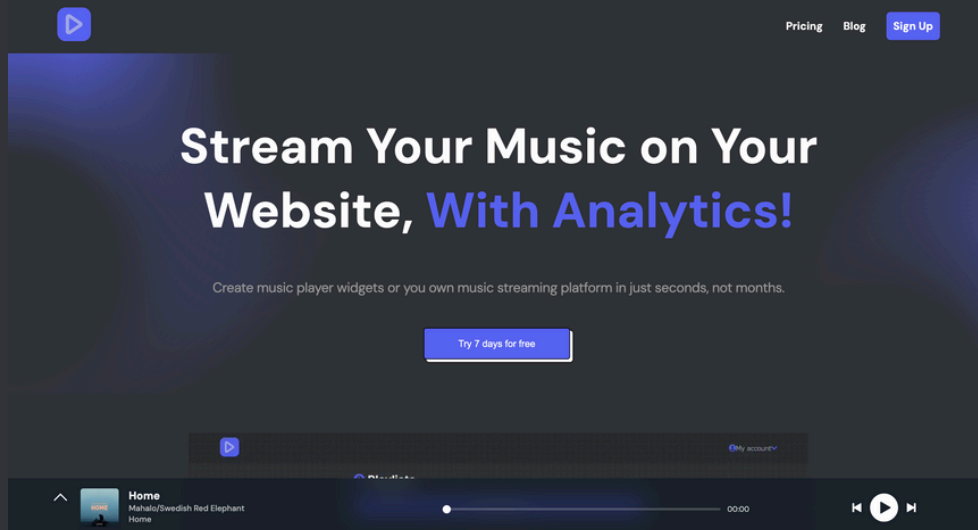 Pricing Blog Sign Up
Stream Your Music on Your
Website, With Analytics!
Create music player widgets or you own music streaming platform in just seconds, not months.
Try 7 days for free
My account
Playlists
Home
Mahalo/Swedish Red Elephant
Home
00:00
HOME